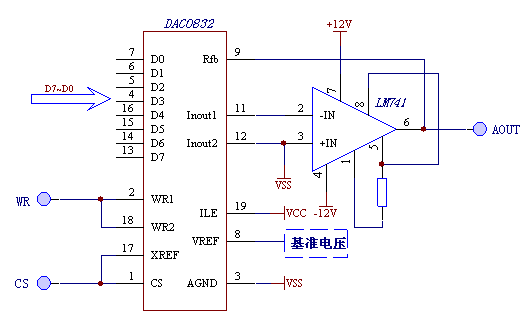 DAC0832
+12V
7 D0 Rfb 9
6 D1
5 D2
D7~D0
4 D3
16 D4 Inout1 11 2 -IN
15 D5
14 D6 Inout2 12 3 +IN
13 D7
7
8
LM741
6 AOUT
5
1
4
VSS
-12V
WR 2 WR1
ILE 19 VCC
18 WR2
VREF 8 基准电压
17 XREF
CS 1 CS AGND 3 VSS